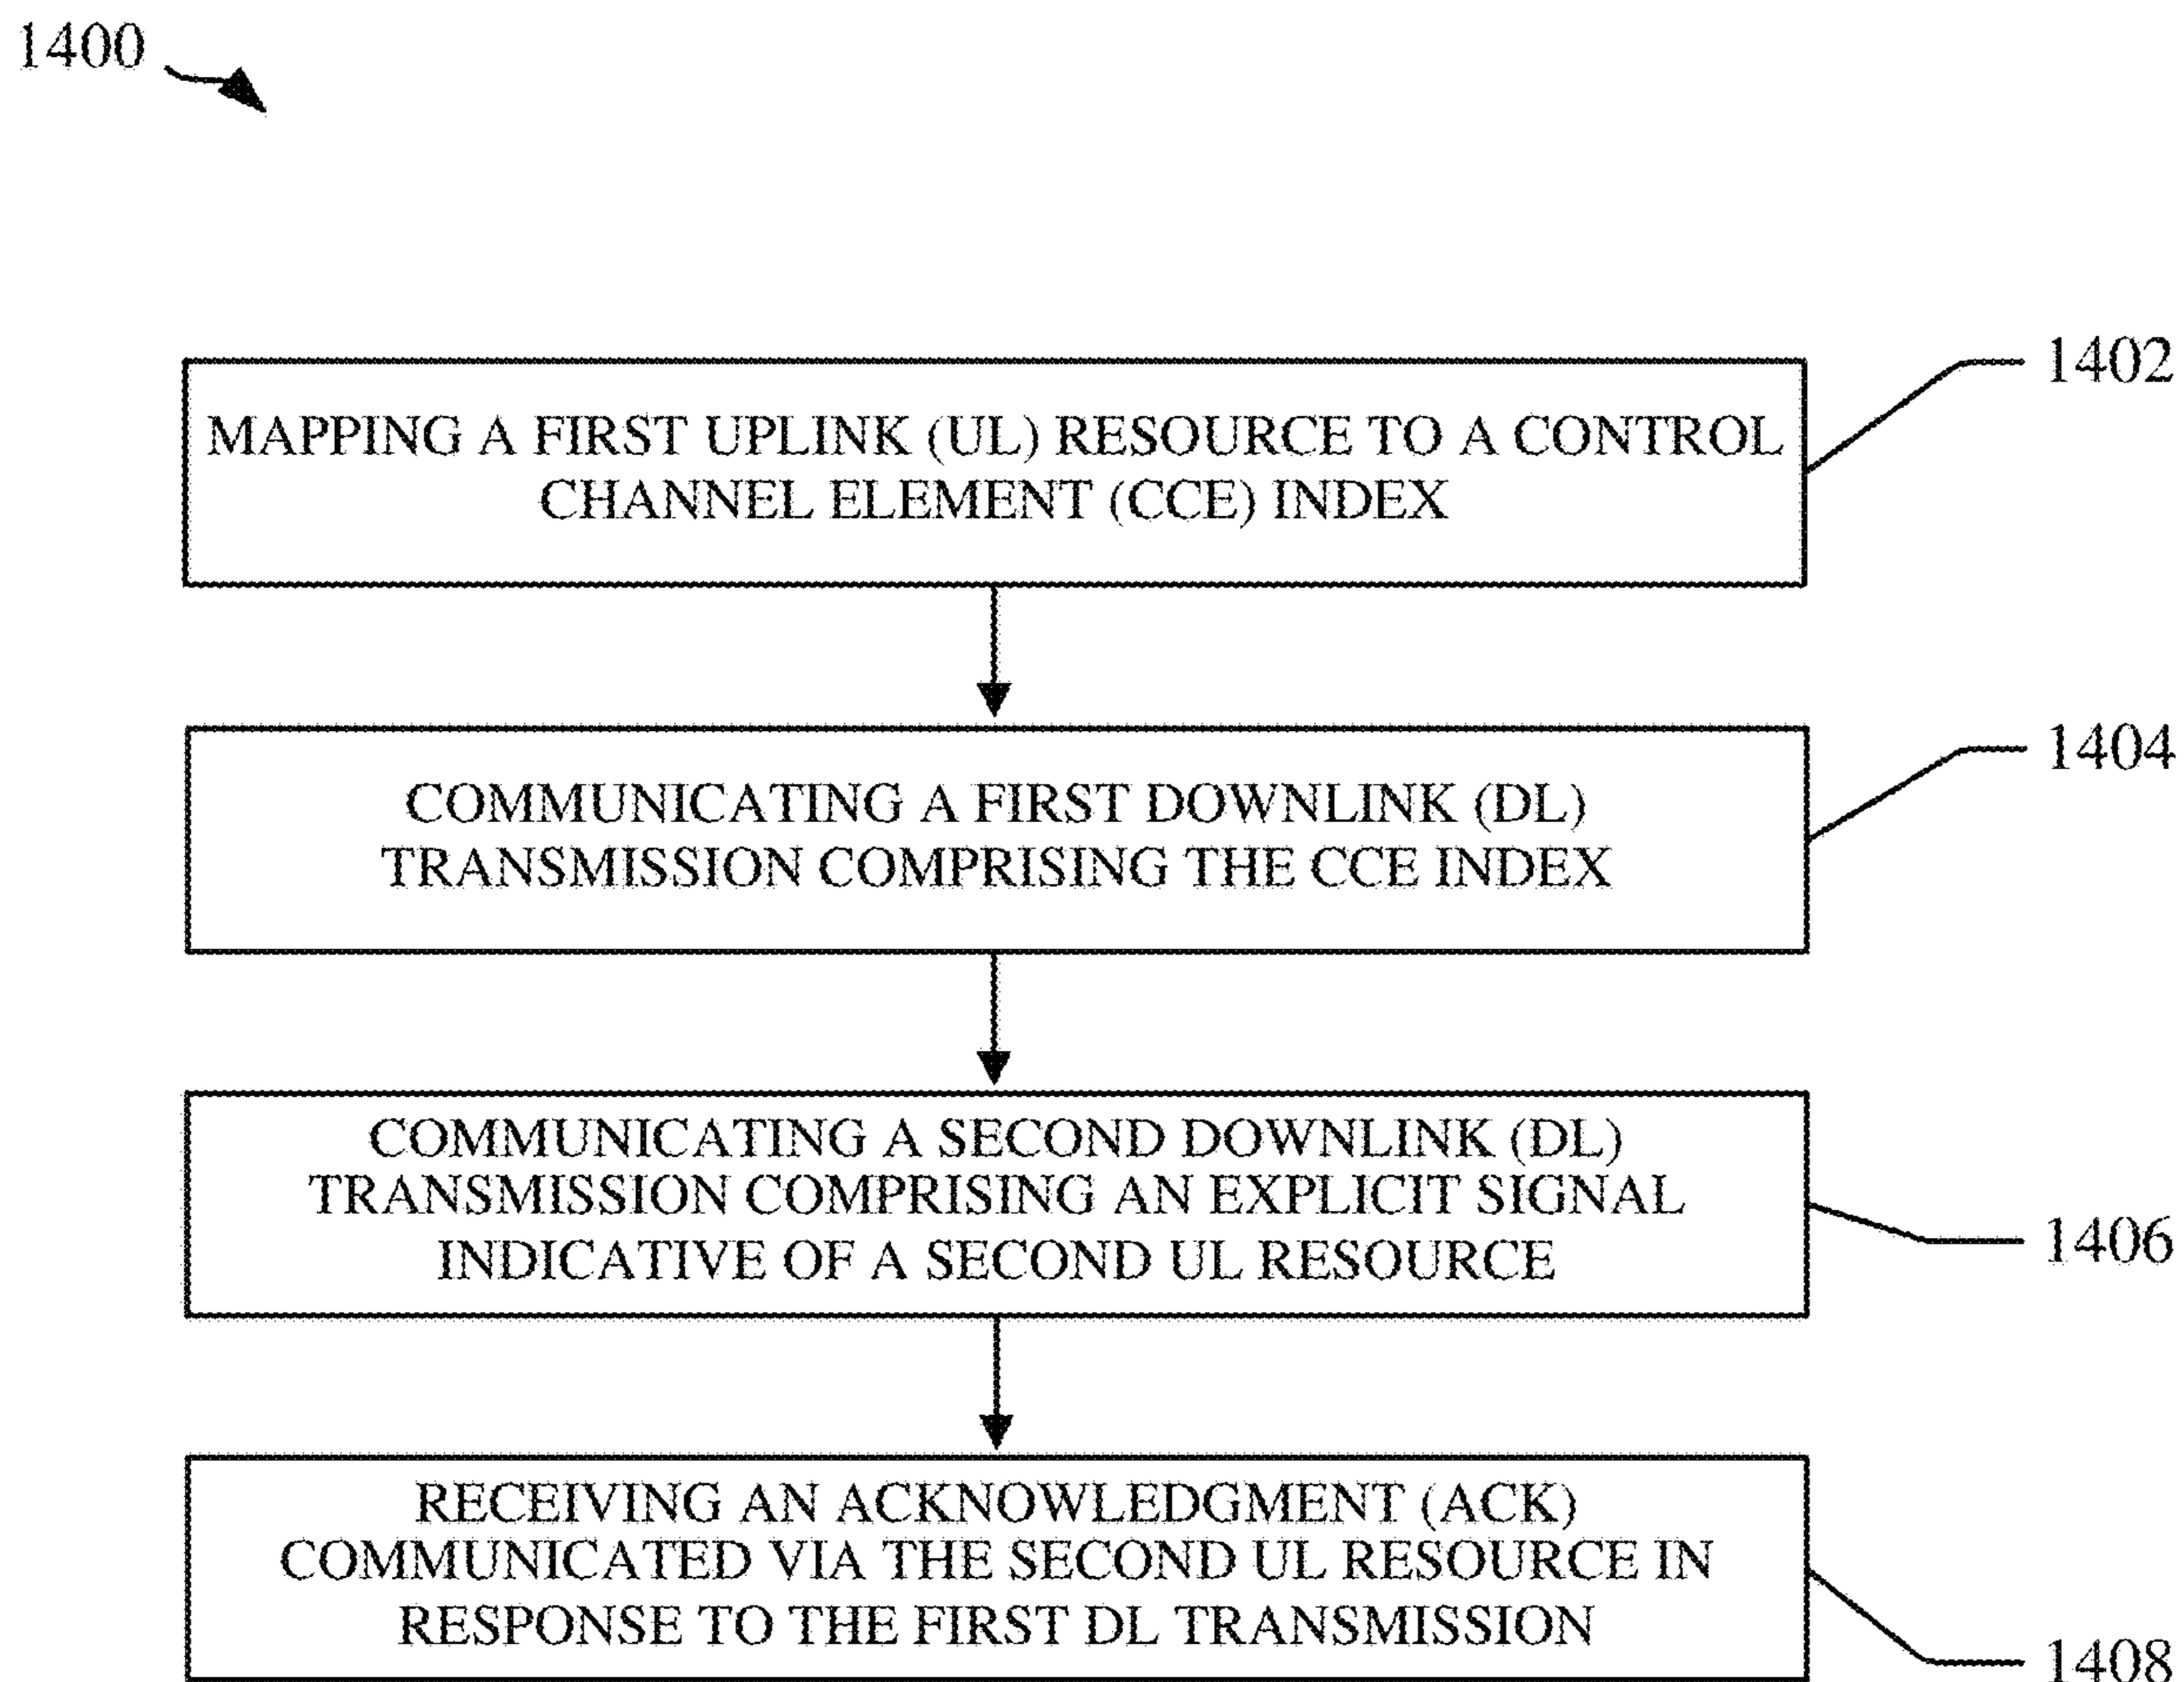 1400
MAPPING A FIRST UPLINK (UL) RESOURCE TO A CONTROL
CHANNEL ELEMENT (CCE) INDEX
1402
COMMUNICATING A FIRST DOWNLINK (DL)
TRANSMISSION COMPRISING THE CCE INDEX
1404
COMMUNICATING A SECOND DOWNLINK (DL)
TRANSMISSION COMPRISING AN EXPLICIT SIGNAL
INDICATIVE OF A SECOND UL RESOURCE
1406
RECEIVING AN ACKNOWLEDGMENT (ACK)
COMMUNICATED VIA THE SECOND UL RESOURCE IN
RESPONSE TO THE FIRST DL TRANSMISSION
1408